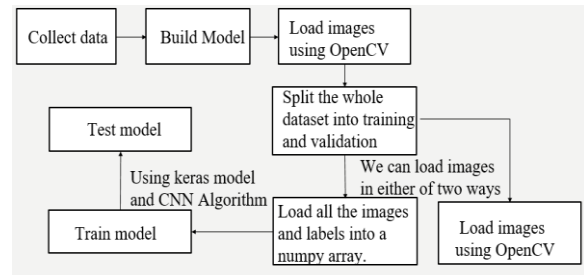 Collect data
Build Model
Load images
using OpenCV
Split the whole
dataset into training
and validation
Test model
We can load images
in either of two ways
Using keras model
and CNN Algorithm
Load all the images
and labels into a
numpy array.
Train model
Load images
using OpenCV